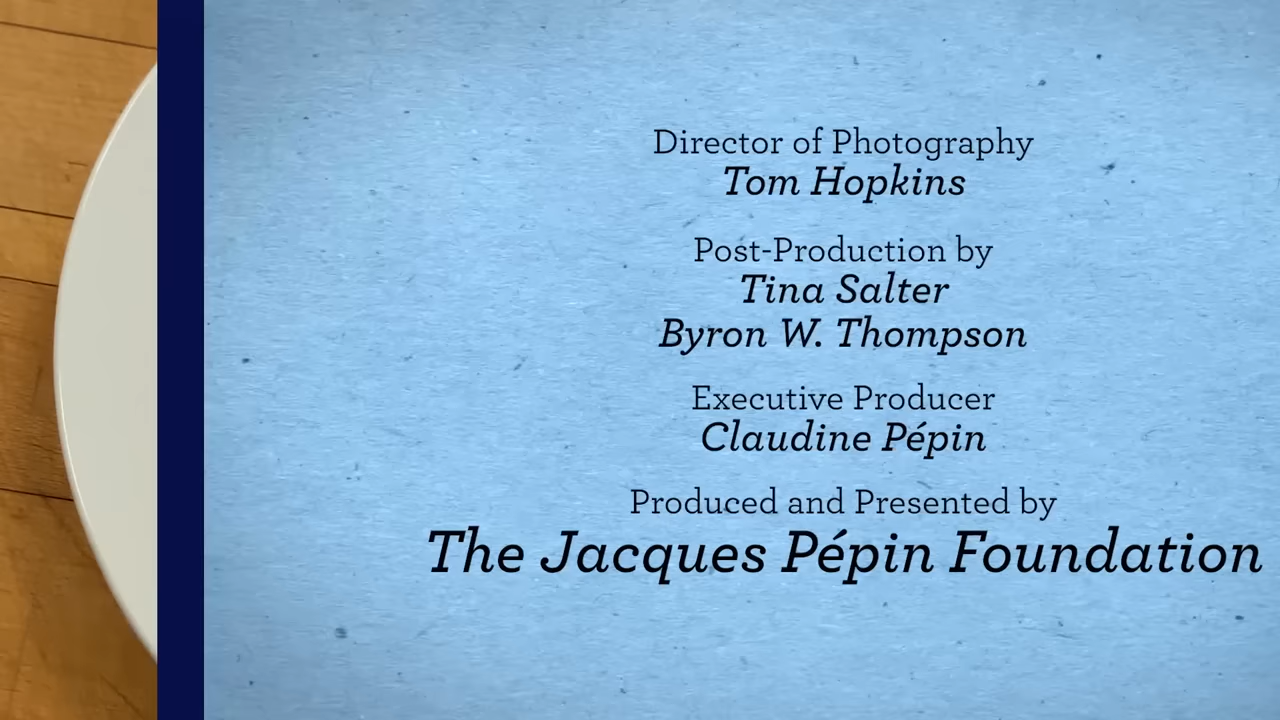 Director of Photography
Tom Hopkins
Post-Production by
Tina Salter
Byron W. Thompson
Executive Producer
Claudine Pépin
Produced and Presented by
The Jacques Pépin Foundation